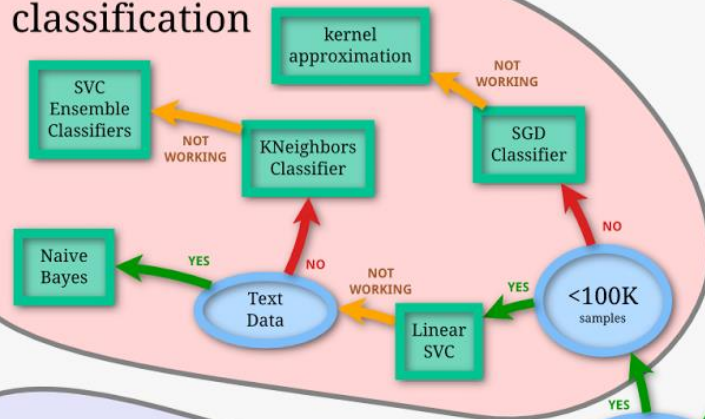 classification
kernel
approximation
NOT
WORKING
SVC
Ensemble
Classifiers
NOT
WORKING
KNeighbors
Classifier
SGD
Classifier
NO
Naive
Bayes
YES
NO
Text
Data
NOT
WORKING
Linear
SVC
YES
<100K
samples
YES